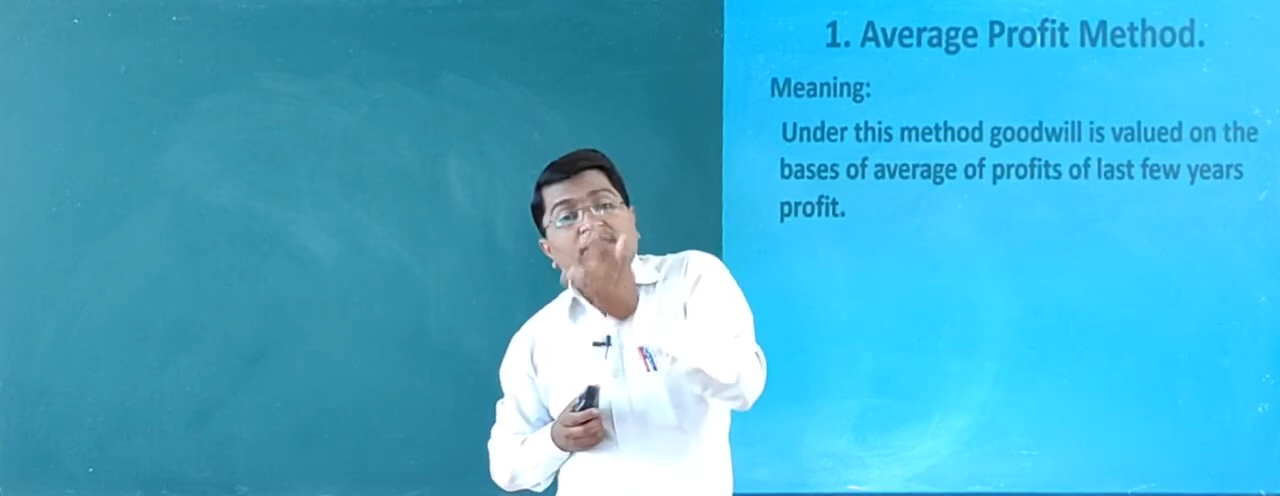 1. Average Profit Method.
Meaning:
Under this method goodwill is valued on the
bases of average of profits of last few years
profit.